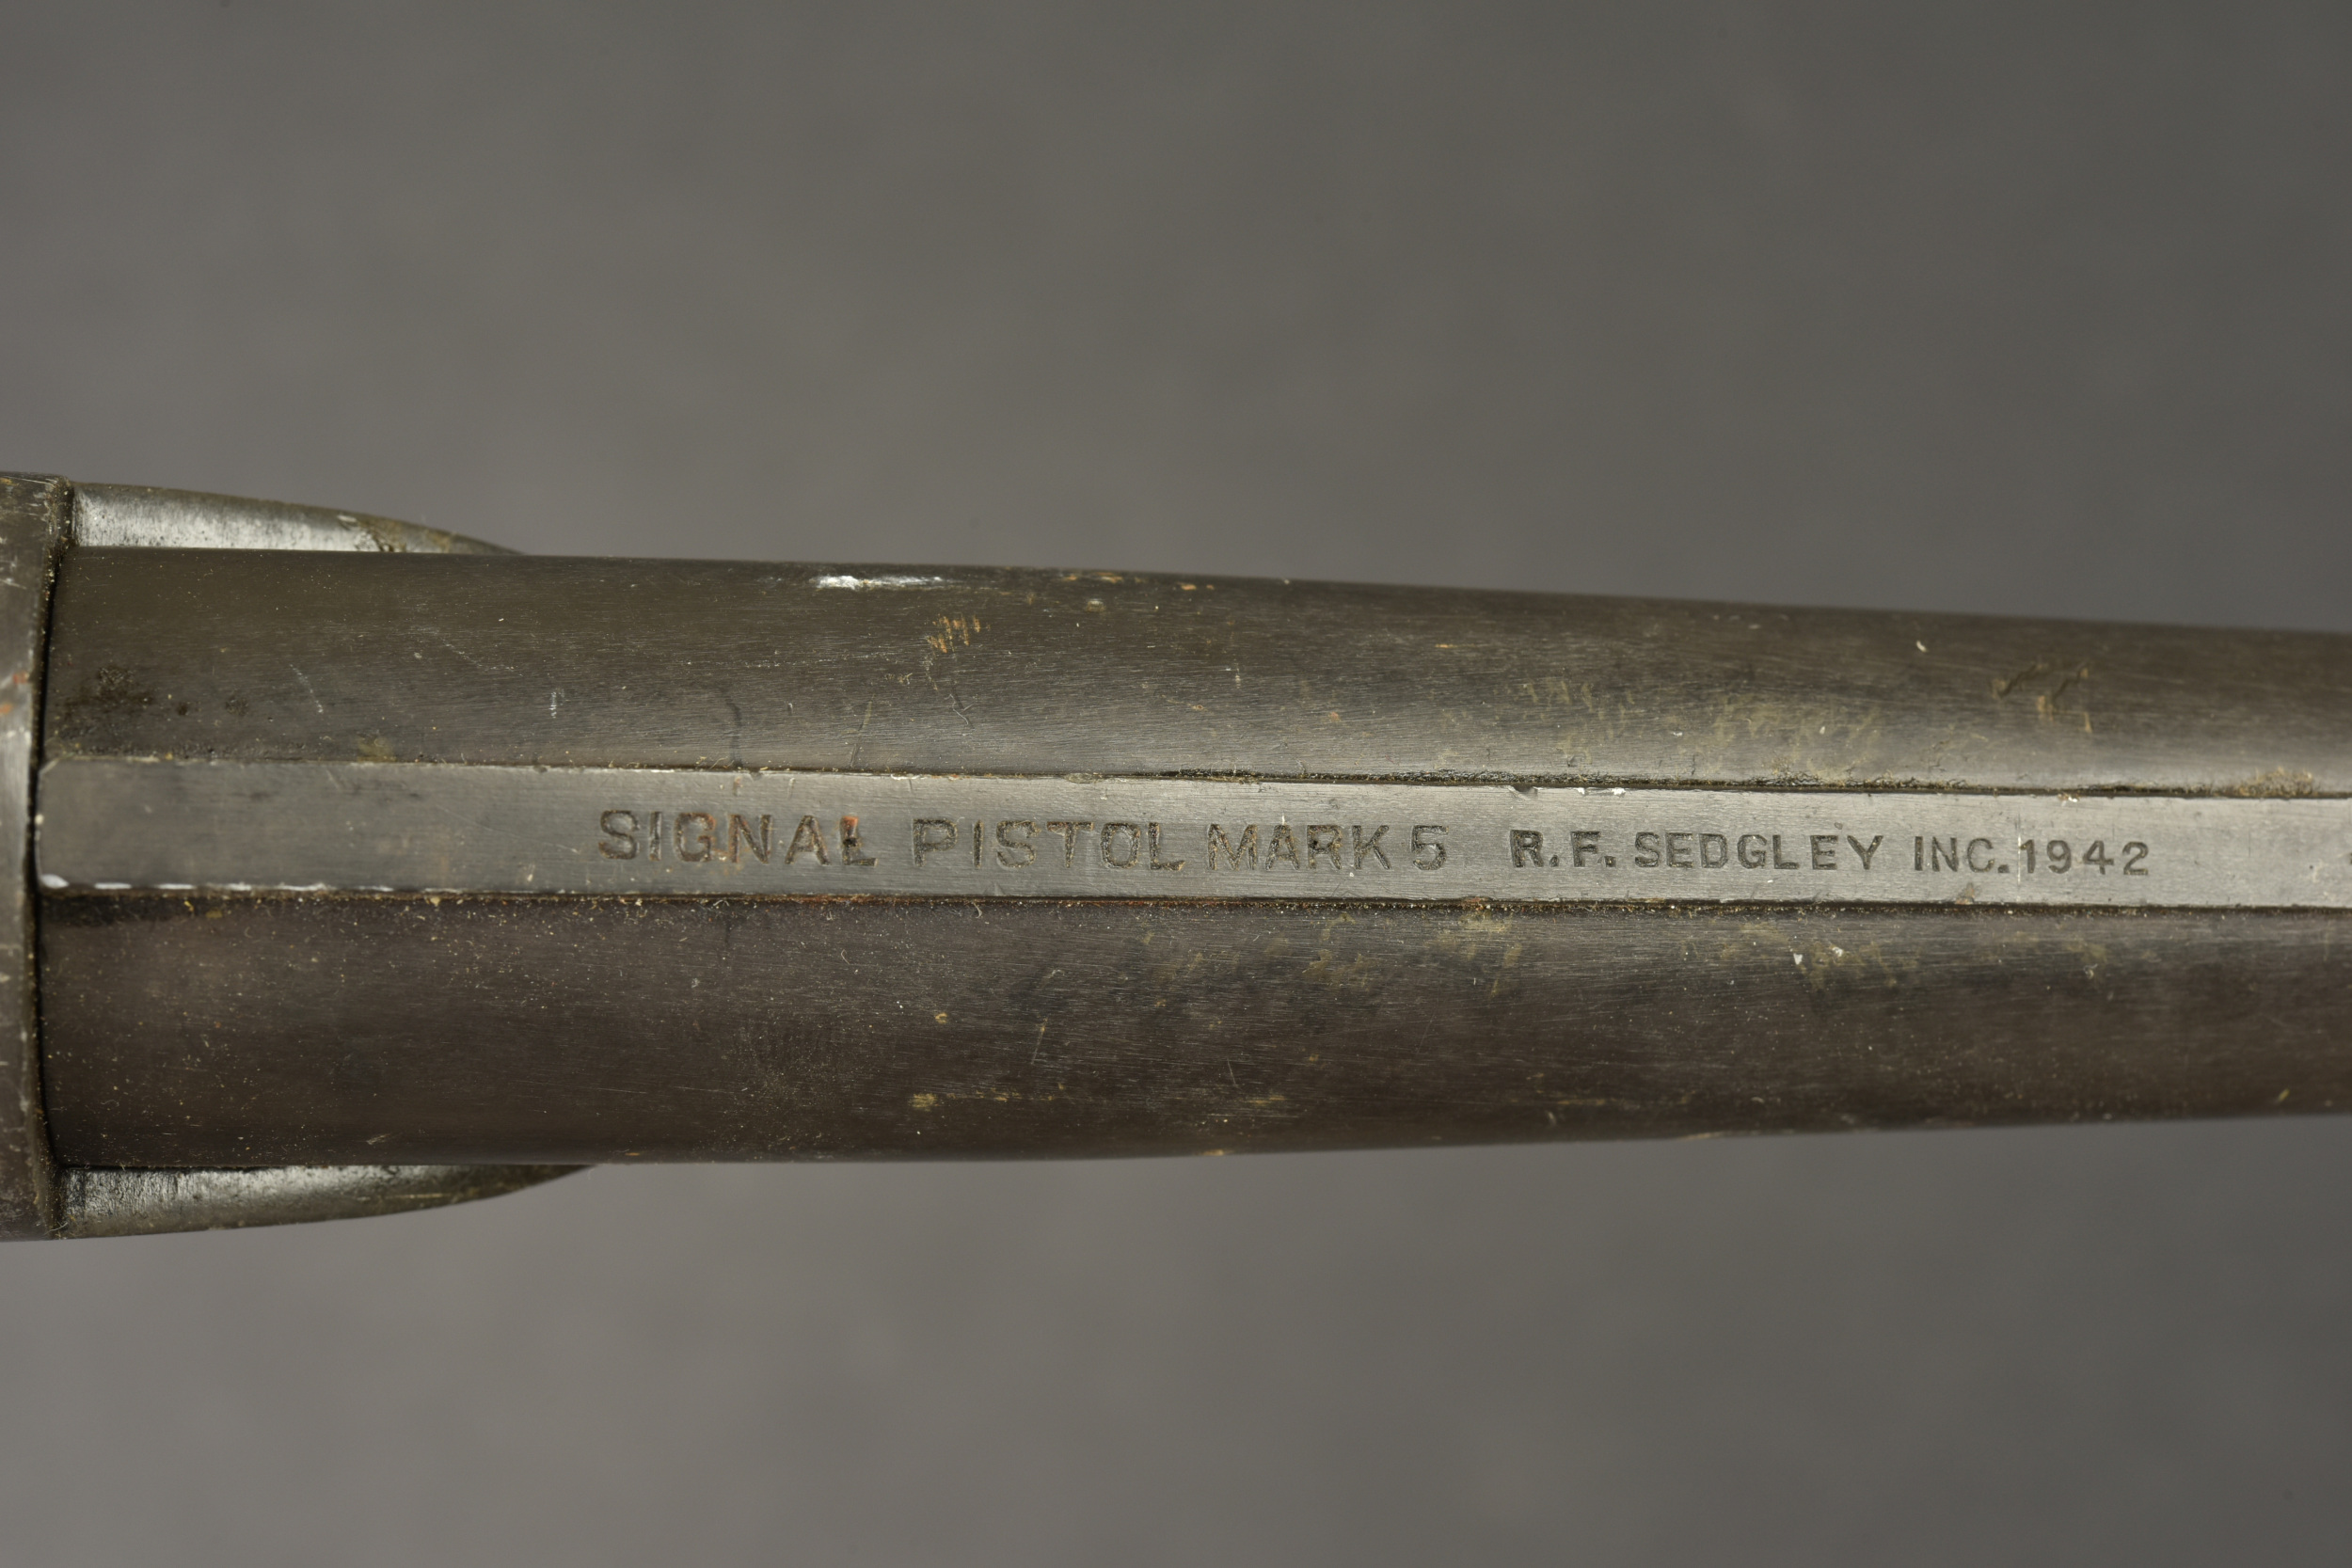 SIGNAL PISTOL MARK 5 R.F. SEDGLEY INC. 1942